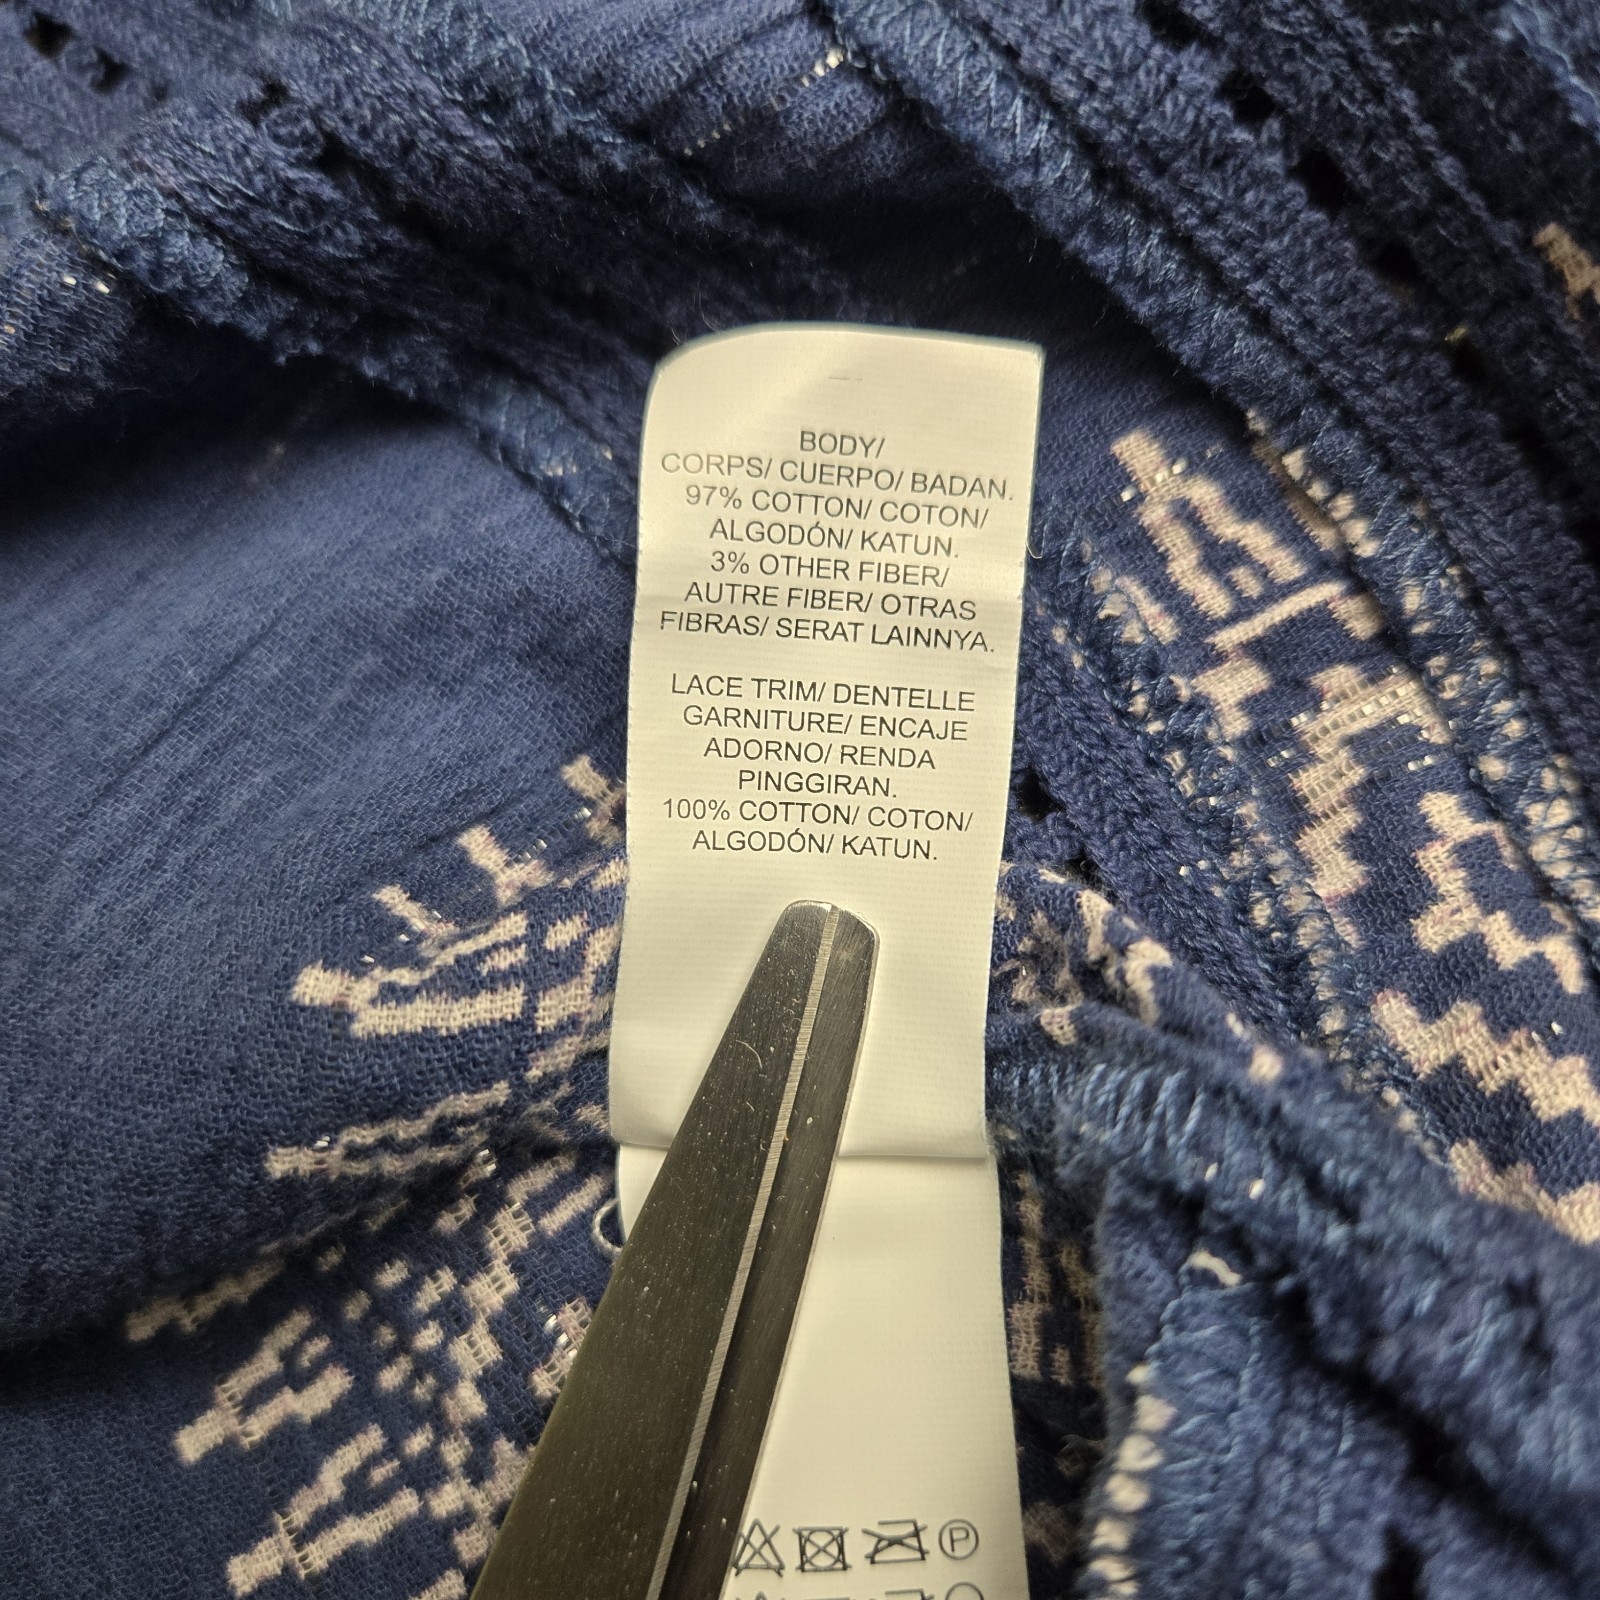 BODY/
CORPS/ CUERPO/ BADAN.
97% COTTON/ COTON/
ALGODÓN/ KATUN.
3% OTHER FIBER/
AUTRE FIBER/ OTRAS
FIBRAS/ SERAT LAINNYA.
LACE TRIM/ DENTELLE
GARNITURE/ ENCAJE
ADORNO/ RENDA
PINGGIRAN.
100% COTTON/ COTON/
ALGODÓN/ KATUN.
P